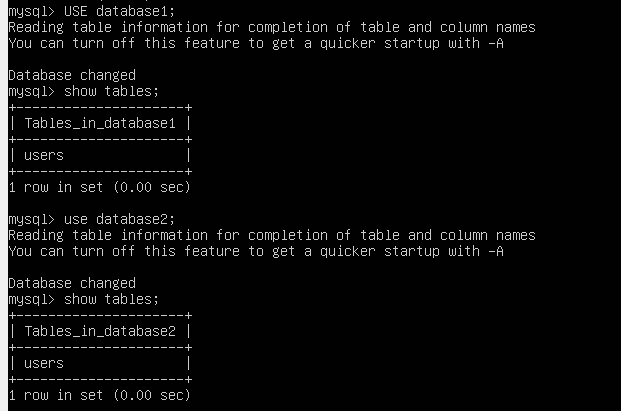 mysql> USE database1;
Reading table information for completion of table and column names
You can turn off this feature to get a quicker startup with -A

Database changed
mysql> show tables;
+---------------------+
| Tables_in_database1 |
+---------------------+
| users               |
+---------------------+
1 row in set (0.00 sec)

mysql> use database2;
Reading table information for completion of table and column names
You can turn off this feature to get a quicker startup with -A

Database changed
mysql> show tables;
+---------------------+
| Tables_in_database2 |
+---------------------+
| users               |
+---------------------+
1 row in set (0.00 sec)